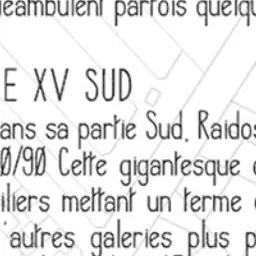 déambulent parfois quelqu
E XV SUD
ans sa partie Sud, Raidos
0/90 Cette gigantesque
iliers mettant un terme
d'autres galeries plus p